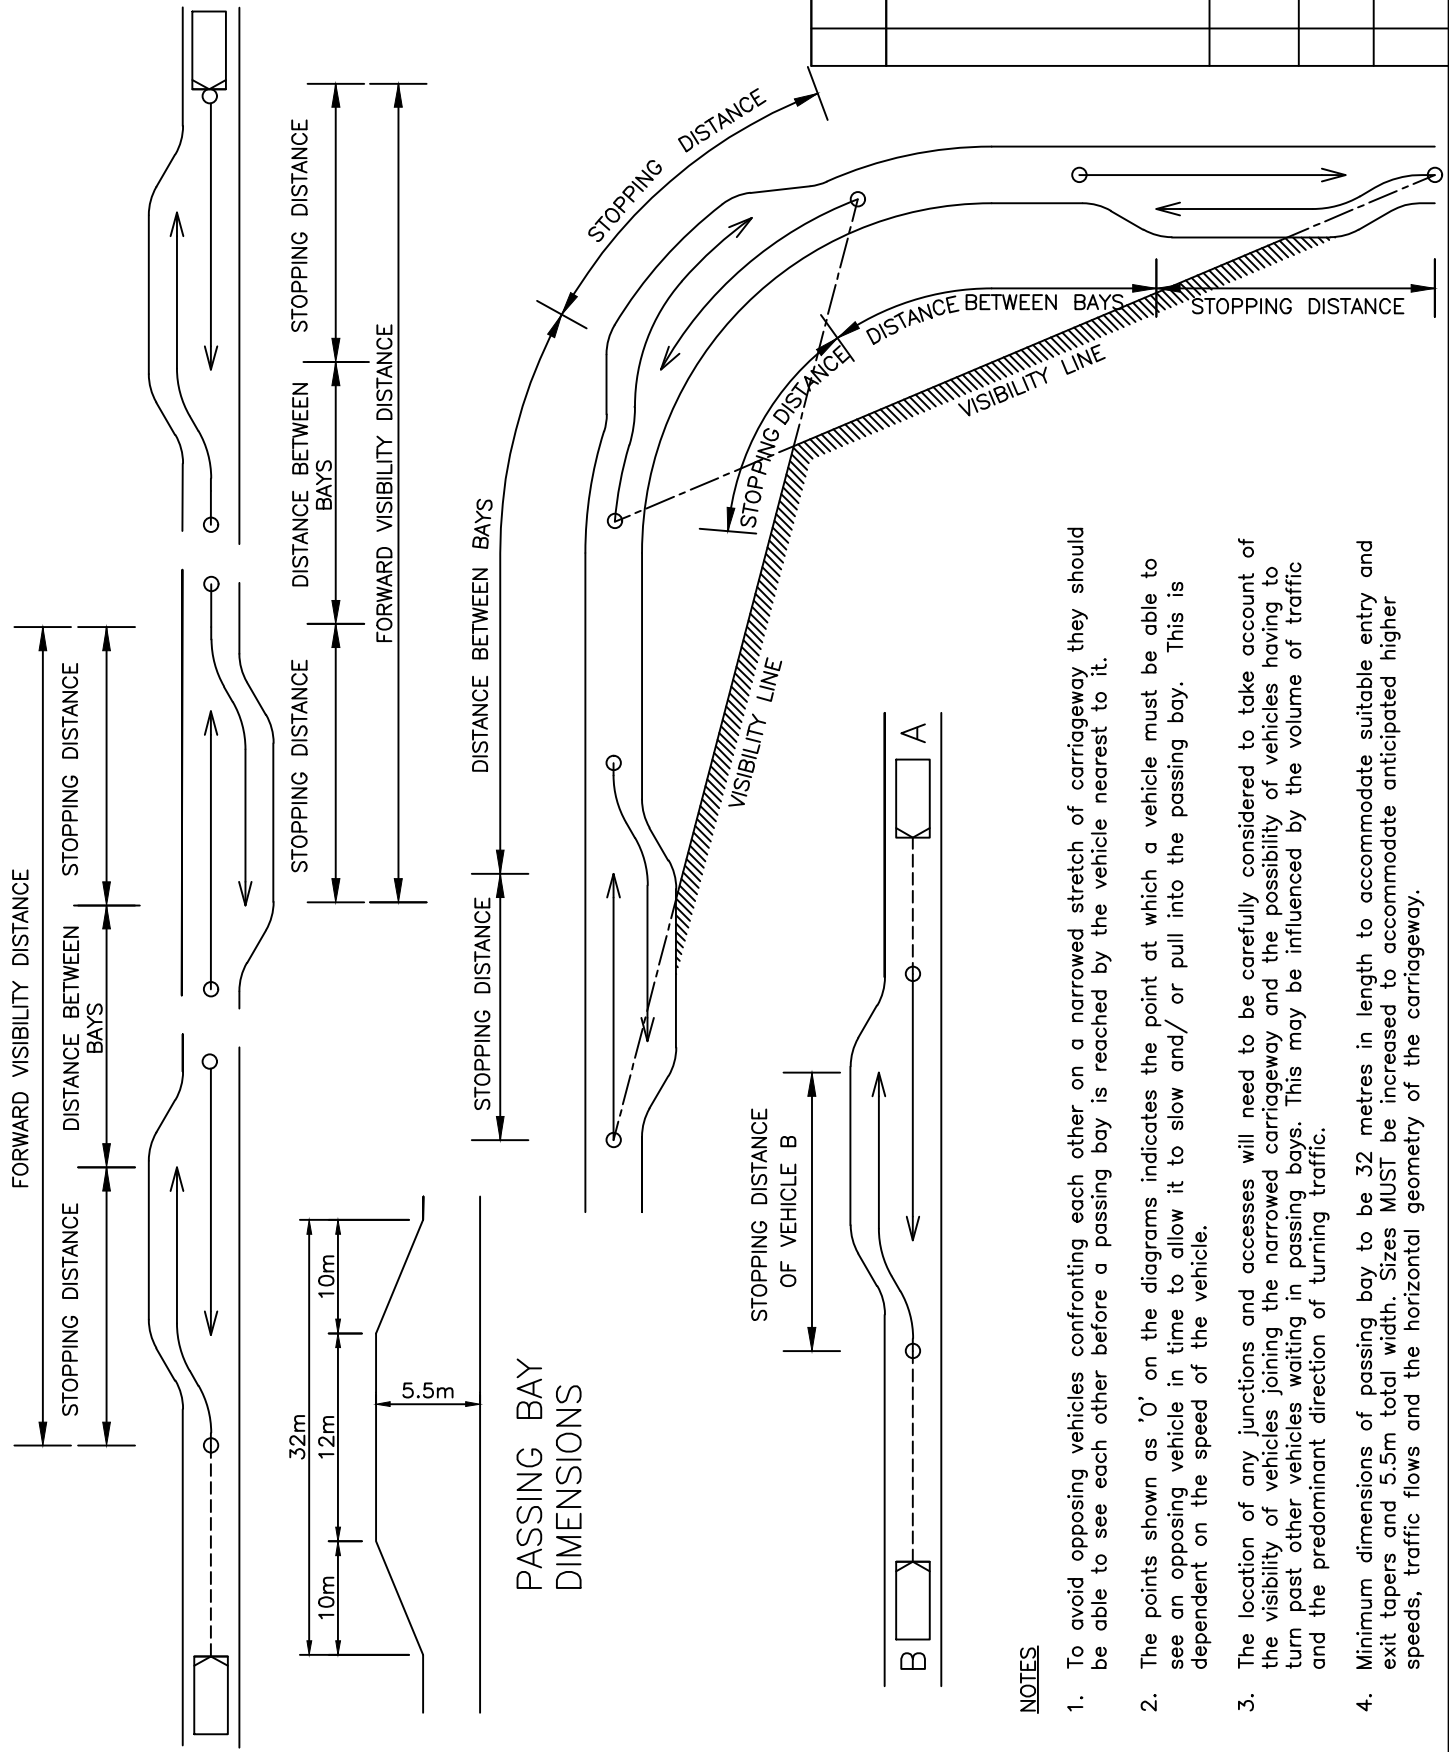 FORWARD VISIBILITY DISTANCE
STOPPING DISTANCE
DISTANCE BETWEEN
BAYS
STOPPING DISTANCE
STOPPING DISTANCE
DISTANCE BETWEEN
BAYS
STOPPING DISTANCE
FORWARD VISIBILITY DISTANCE
32m
10m
12m
10m
5.5m
PASSING BAY
DIMENSIONS
STOPPING DISTANCE
DISTANCE BETWEEN BAYS
STOPPING DISTANCE
VISIBILITY LINE
STOPPING DISTANCE
DISTANCE BETWEEN BAYS
STOPPING DISTANCE
VISIBILITY LINE
STOPPING DISTANCE
OF VEHICLE B
B
A
NOTES
1. To avoid opposing vehicles confronting each other on a narrowed stretch of carriageway they should
be able to see each other before a passing bay is reached by the vehicle nearest to it.
2. The points shown as 'O' on the diagrams indicates the point at which a vehicle must be able to
see an opposing vehicle in time to allow it to slow and/ or pull into the passing bay. This is
dependent on the speed of the vehicle.
3. The location of any junctions and accesses will need to be carefully considered to take account of
the visibility of vehicles joining the narrowed carriageway and the possibility of vehicles having to
turn past other vehicles waiting in passing bays. This may be influenced by the volume of traffic
and the predominant direction of turning traffic.
4. Minimum dimensions of passing bay to be 32 metres in length to accommodate suitable entry and
exit tapers and 5.5m total width. Sizes MUST be increased to accommodate anticipated higher
speeds, traffic flows and the horizontal geometry of the carriageway.